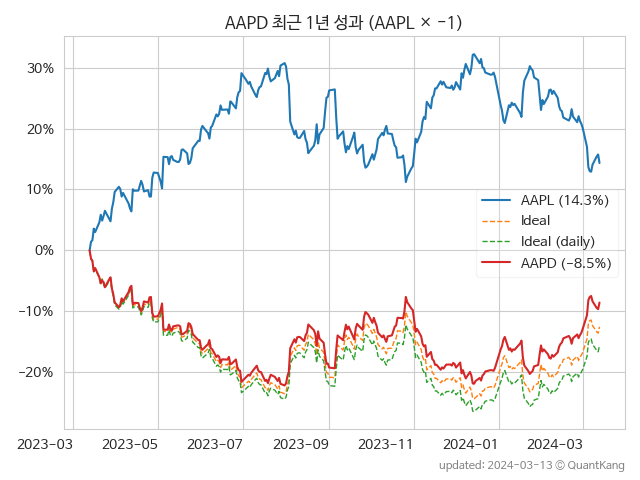 AAPD 최근 1년 성과 (AAPL × −1)
30%
20%
10%
0%
−10%
−20%
AAPL (14.3%)
Ideal
Ideal (daily)
AAPD (−8.5%)
2023−03
2023−05
2023−07
2023−09
2023−11
2024−01
2024−03
updated: 2024−03−13 ⓒ QuantKang